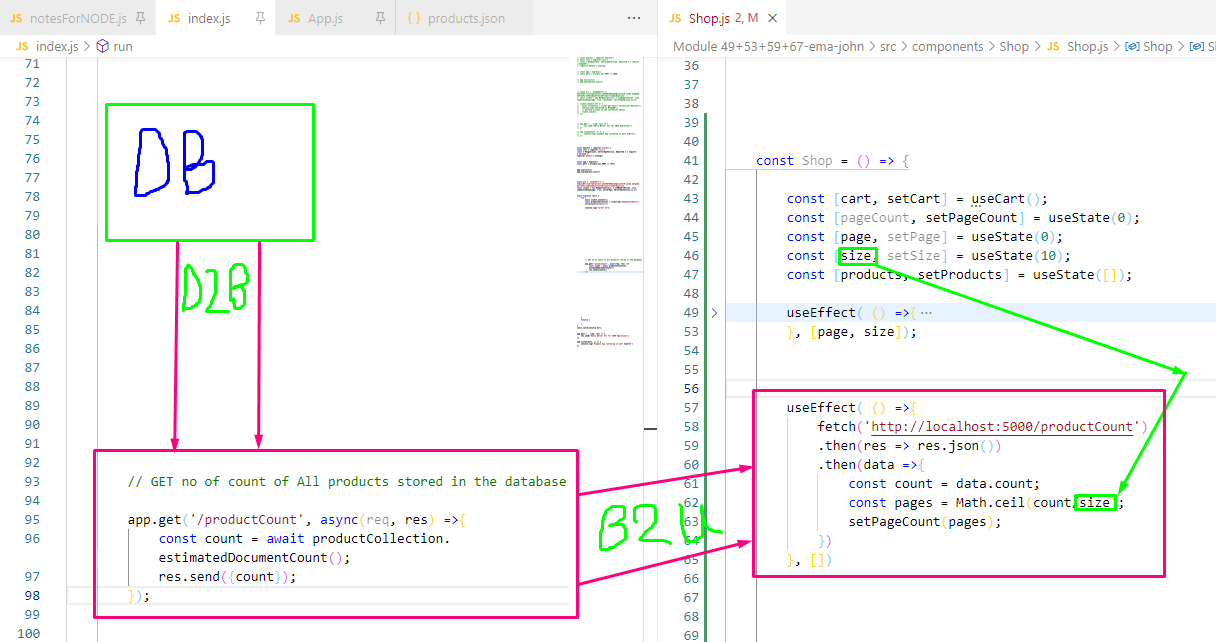 JS notesForNODE.js
JS index.js
JS App.js
{} products.json
...
JS Shop.js 2, M ×
JS index.js > run
Module 49+53+59+67-ema-john > src > components > Shop > JS Shop.js > Shop >
71
72
73
74
75
76
77
78
79
80
81
82
83
84
85
86
87
88
89
90
91
92
93 // GET no of count of All products stored in the database
94
95 app.get('/productCount', async(req, res) =>{
96 const count = await productCollection.
estimatedDocumentCount();
97 res.send({count});
98 });
99
100
DB
D2B
B2U
36
37
38
39
40
41 const Shop = () => {
42
43 const [cart, setCart] = useCart();
44 const [pageCount, setPageCount] = useState(0);
45 const [page, setPage] = useState(0);
46 const [size, setSize] = useState(10);
47 const [products, setProducts] = useState([]);
48
49 useEffect( () =>{ ...
53 }, [page, size]);
54
55
56
57 useEffect( () =>{
58 fetch('http://localhost:5000/productCount')
59 .then(res => res.json())
60 .then(data =>{
61 const count = data.count;
62 const pages = Math.ceil(count/size);
63 setPageCount(pages);
64 })
65 }, [])
66
67
68
69